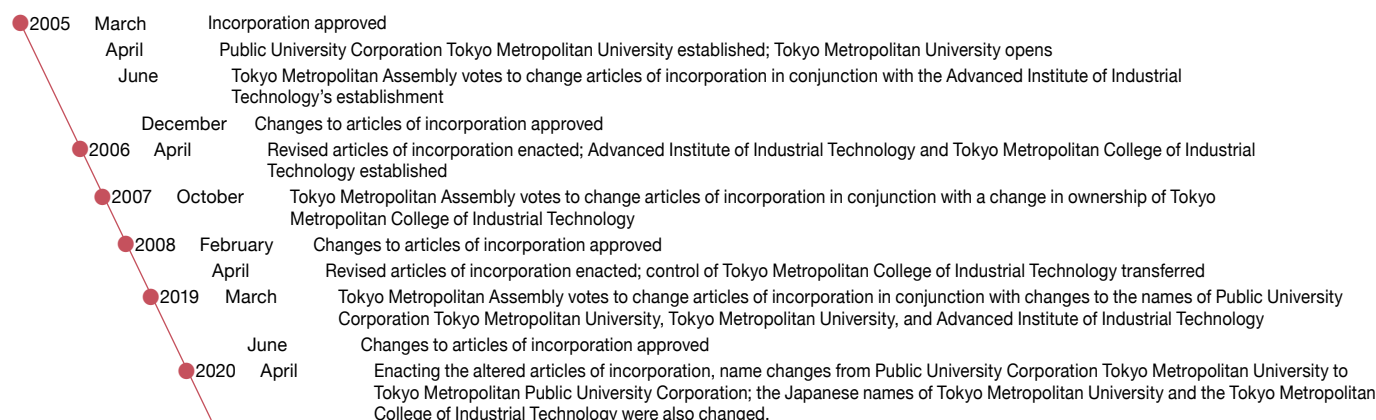 2005 March Incorporation approved
April Public University Corporation Tokyo Metropolitan University established; Tokyo Metropolitan University opens
June Tokyo Metropolitan Assembly votes to change articles of incorporation in conjunction with the Advanced Institute of Industrial
Technology's establishment
December Changes to articles of incorporation approved
2006 April Revised articles of incorporation enacted; Advanced Institute of Industrial Technology and Tokyo Metropolitan College of Industrial
Technology established
2007 October Tokyo Metropolitan Assembly votes to change articles of incorporation in conjunction with a change in ownership of Tokyo
Metropolitan College of Industrial Technology
2008 February Changes to articles of incorporation approved
April Revised articles of incorporation enacted; control of Tokyo Metropolitan College of Industrial Technology transferred
2019 March Tokyo Metropolitan Assembly votes to change articles of incorporation in conjunction with changes to the names of Public University
Corporation Tokyo Metropolitan University, Tokyo Metropolitan University, and Advanced Institute of Industrial Technology
June Changes to articles of incorporation approved
2020 April Enacting the altered articles of incorporation, name changes from Public University Corporation Tokyo Metropolitan University to
Tokyo Metropolitan Public University Corporation; the Japanese names of Tokyo Metropolitan University and the Tokyo Metropolitan
College of Industrial Technology were also changed.